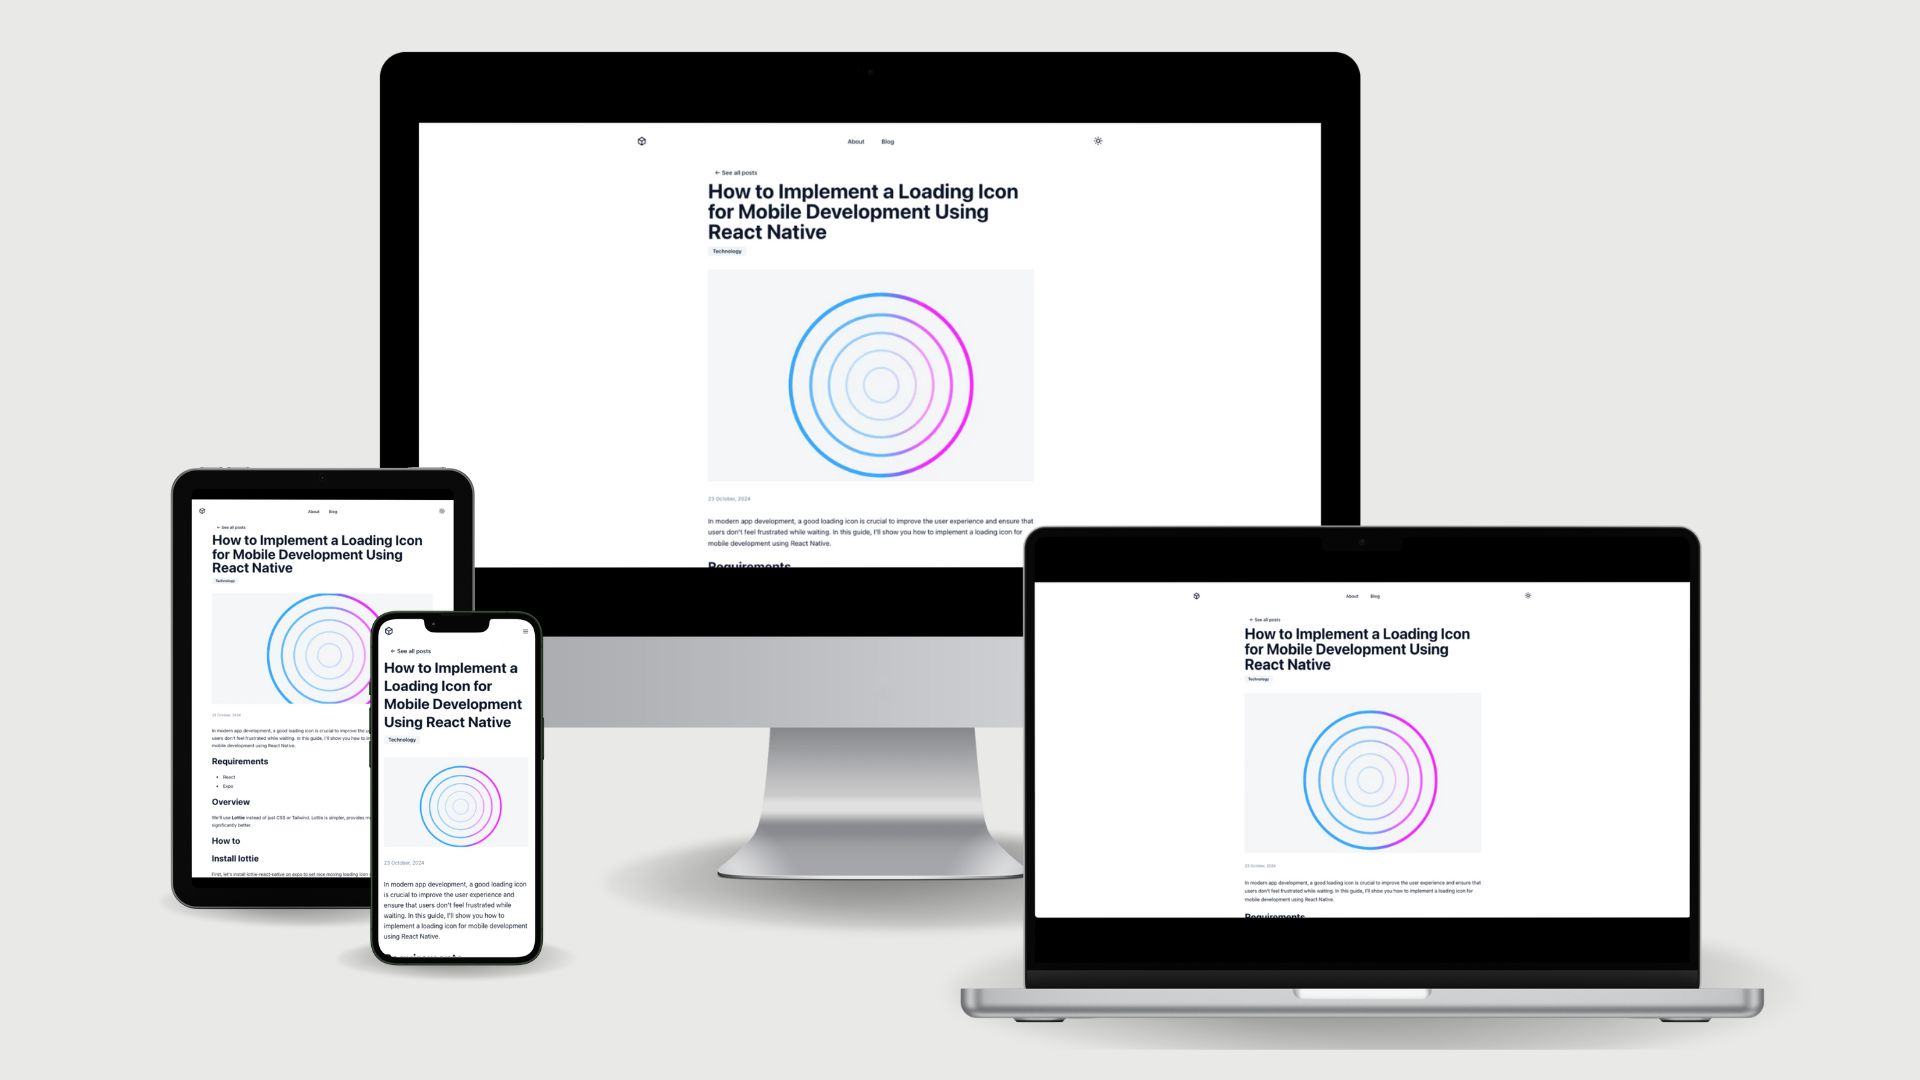 About Blog
← See all posts
How to Implement a Loading Icon
for Mobile Development Using
React Native
Technology
23 October, 2024
In modern app development, a good loading icon is crucial to improve the user experience and ensure that
users don't feel frustrated while waiting. In this guide, I'll show you how to implement a loading icon for
mobile development using React Native.
Requirements
About Blog
← See all posts
How to Implement a Loading Icon
for Mobile Development Using
React Native
Technology
23 October, 2024
In modern app development, a good loading icon is crucial to improve the
users don't feel frustrated while waiting. In this guide, I'll show you how to
mobile development using React Native.
Requirements
• React
• Expo
Overview
We'll use Lottie instead of just CSS or Tailwind. Lottie is simpler, provides
significantly better.
How to
Install lottie
First, let's install lottie-react-native on expo to set nice moving loading icon
← See all posts
How to Implement a
Loading Icon for
Mobile Development
Using React Native
Technology
23 October, 2024
In modern app development, a good loading icon
is crucial to improve the user experience and
ensure that users don't feel frustrated while
waiting. In this guide, I'll show you how to
implement a loading icon for mobile development
using React Native.
Requirements
About Blog
← See all posts
How to Implement a Loading Icon
for Mobile Development Using
React Native
Technology
23 October, 2024
In modern app development, a good loading icon is crucial to improve the user experience and ensure that
users don't feel frustrated while waiting. In this guide, I'll show you how to implement a loading icon for
mobile development using React Native.
Requirements